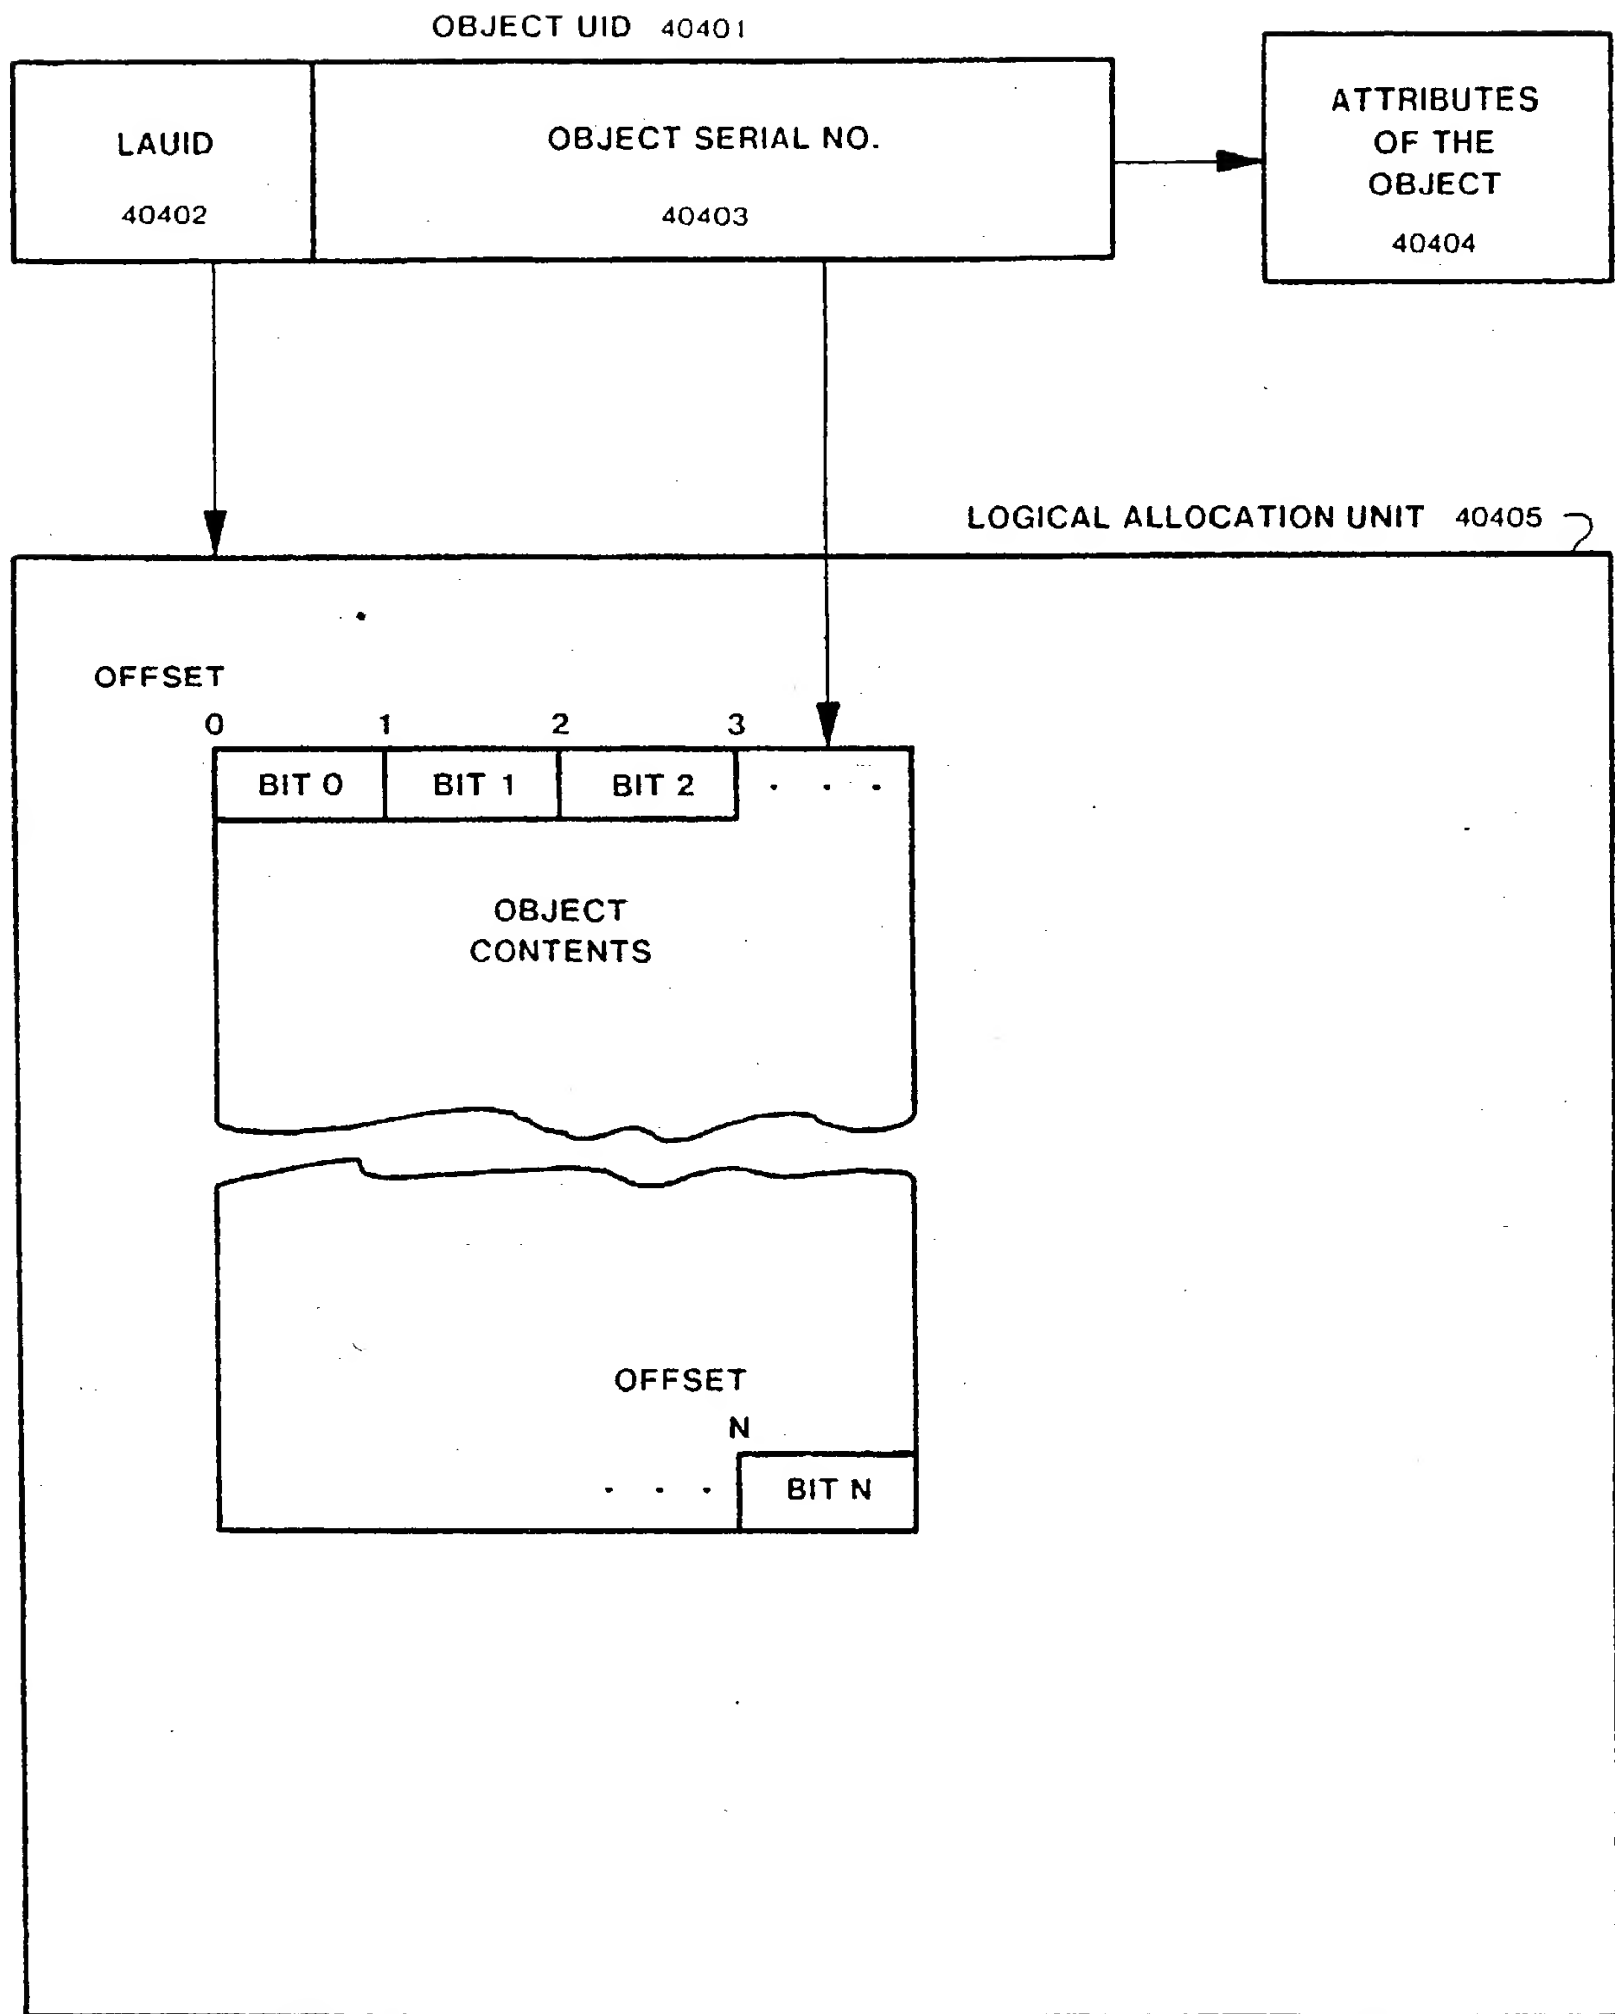 OBJECT UID 40401
LAUID
40402
OBJECT SERIAL NO.
40403
ATTRIBUTES
OF THE
OBJECT
40404
LOGICAL ALLOCATION UNIT 40405
OFFSET
0 1 2 3
BIT 0 BIT 1 BIT 2 . . .
OBJECT
CONTENTS
OFFSET
N
. . . BIT N